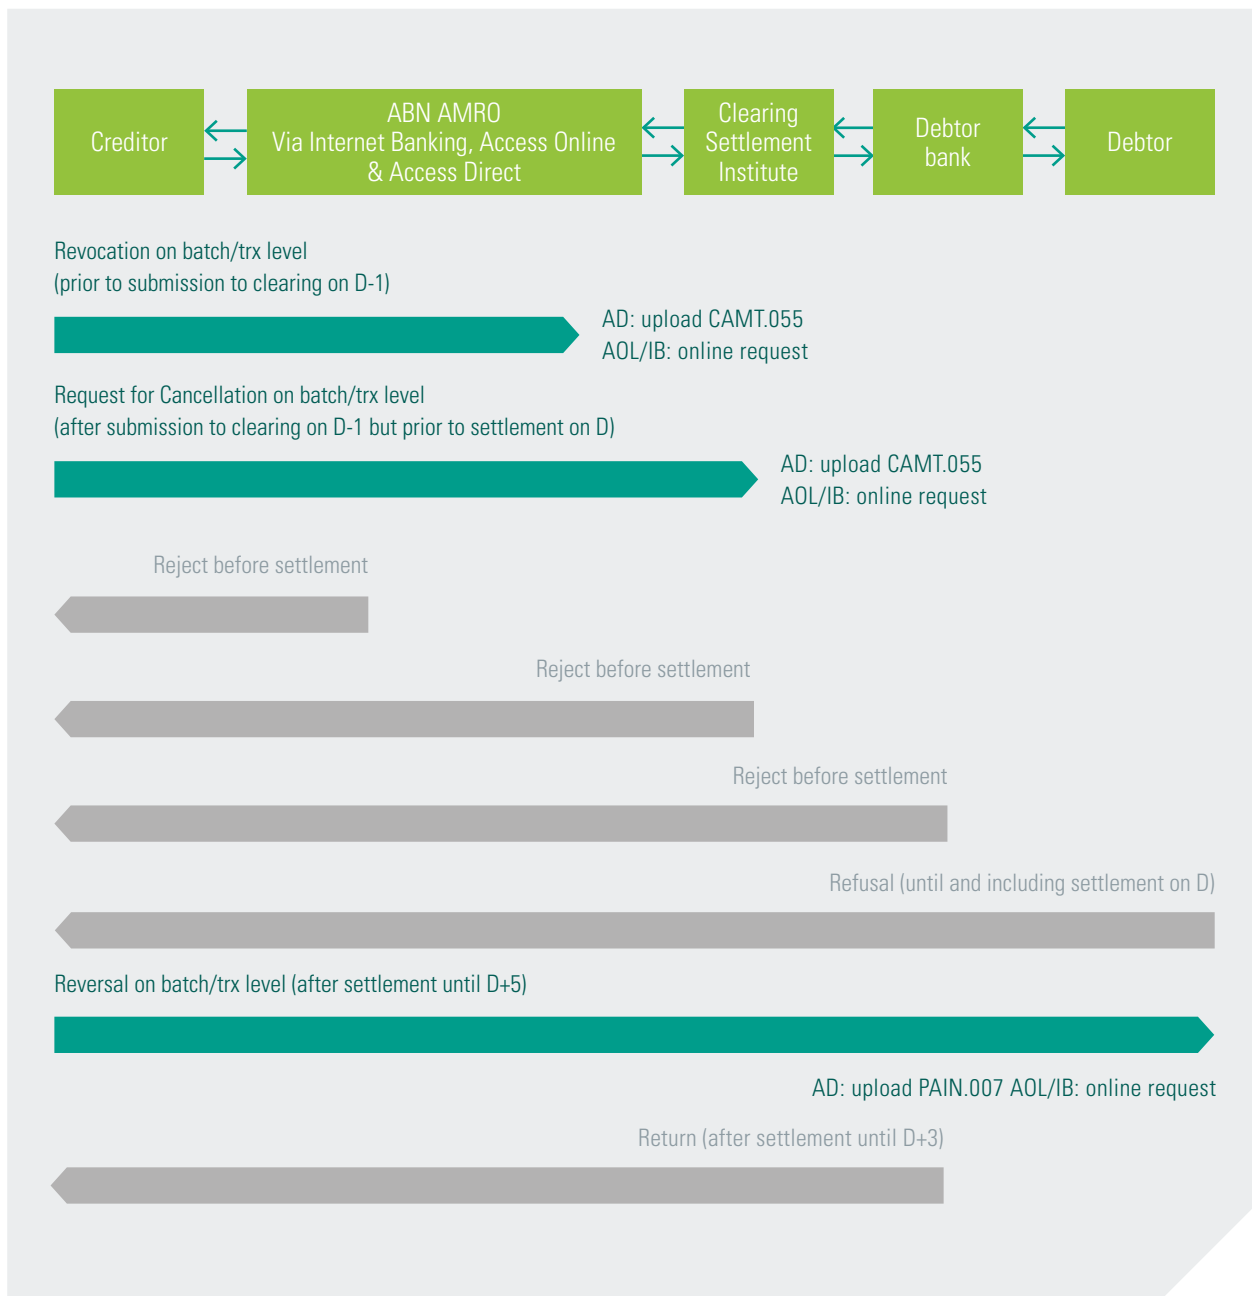 Creditor
ABN AMRO
Via Internet Banking, Access Online
& Access Direct
Clearing
Settlement
Institute
Debtor
bank
Debtor
Revocation on batch/trx level
(prior to submission to clearing on D-1)
AD: upload CAMT.055
AOL/IB: online request
Request for Cancellation on batch/trx level
(after submission to clearing on D-1 but prior to settlement on D)
AD: upload CAMT.055
AOL/IB: online request
Reject before settlement
Reject before settlement
Reject before settlement
Refusal (until and including settlement on D)
Reversal on batch/trx level (after settlement until D+5)
AD: upload PAIN.007 AOL/IB: online request
Return (after settlement until D+3)